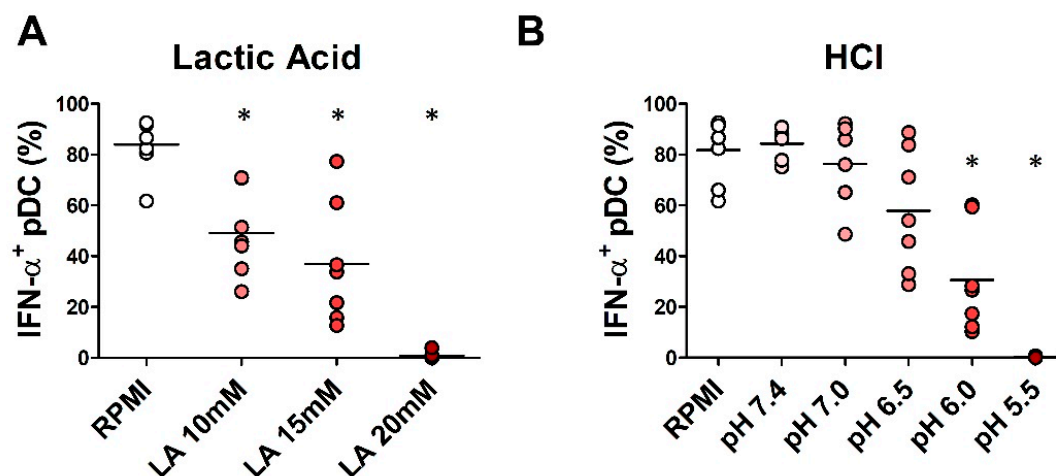 A
Lactic Acid
IFN-α⁺ pDC (%)
100
80
60
40
20
0
* * *
RPMI
LA 10mM
LA 15mM
LA 20mM
B
HCl
IFN-α⁺ pDC (%)
100
80
60
40
20
0
* *
RPMI
pH 7.4
pH 7.0
pH 6.5
pH 6.0
pH 5.5